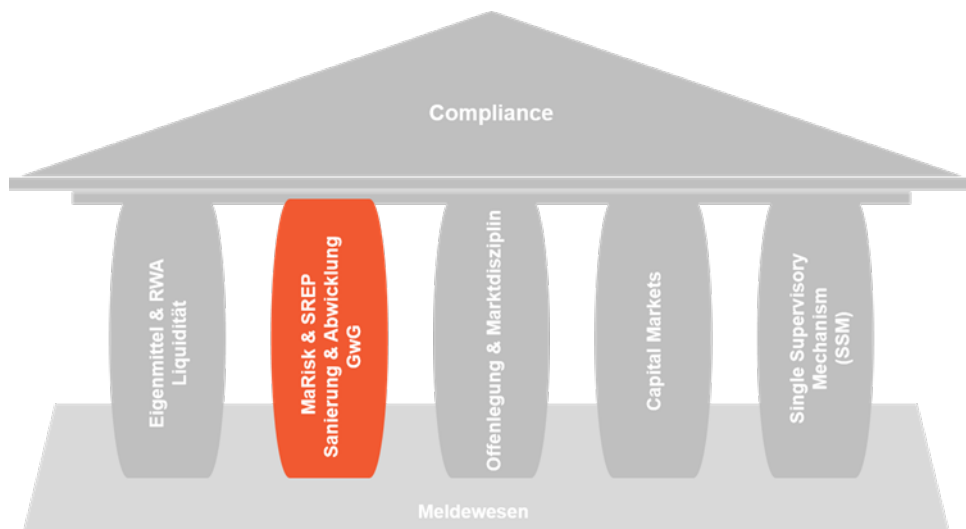 Compliance
Eigenmittel & RWA
Liquidität
MaRisk & SREP
Sanierung & Abwicklung
GwG
Offenlegung & Marktdisziplin
Capital Markets
Single Supervisory
Mechanism
(SSM)
Meldewesen